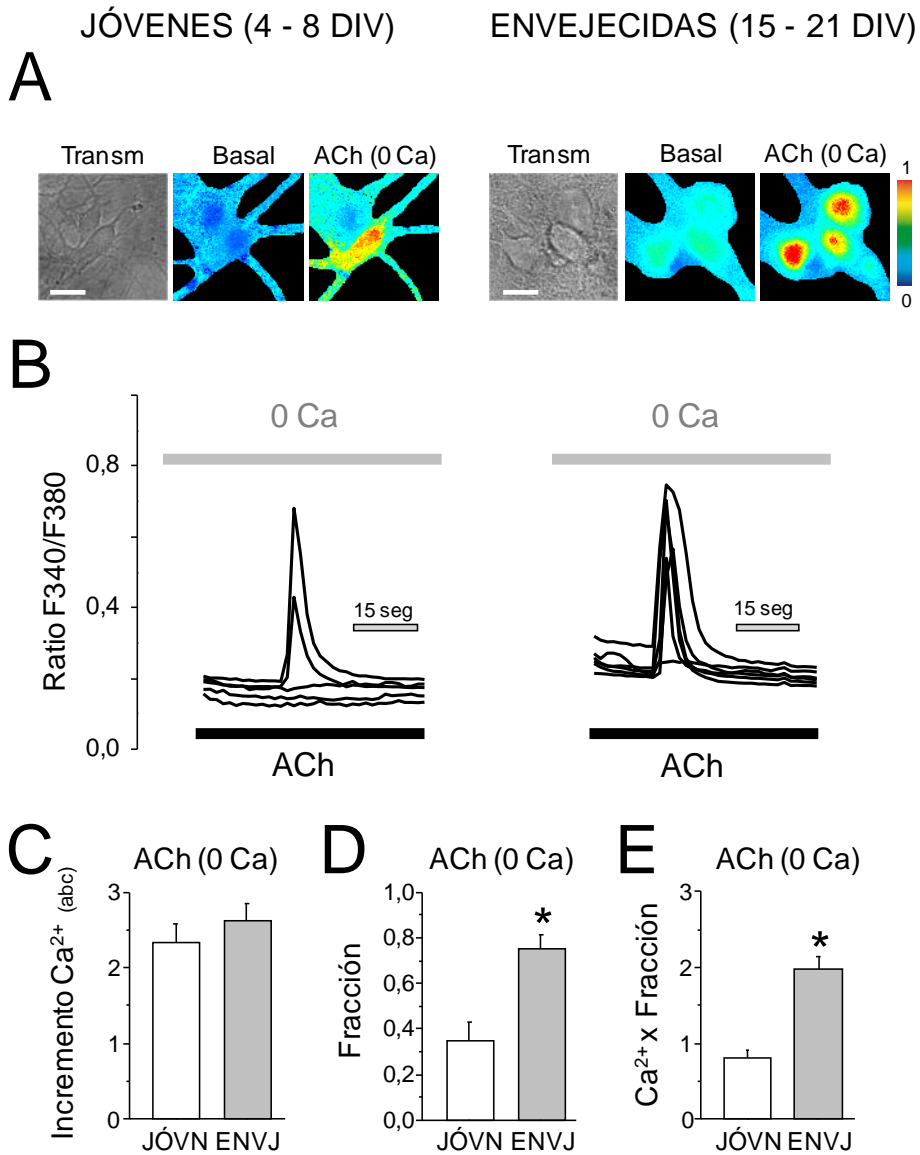 JÓVENES (4 - 8 DIV) ENVEJECIDAS (15 - 21 DIV)
A
Transm Basal ACh (0 Ca) Transm Basal ACh (0 Ca)
1
0
B
0 Ca 0 Ca
Ratio F340/F380
0,8
0,4
0,0
15 seg 15 seg
ACh ACh
C ACh (0 Ca)
Incremento Ca²⁺ (abc)
3
2
1
0
JÓVN ENVJ
D ACh (0 Ca)
Fracción
1,0
0,8
0,6
0,4
0,2
0,0
*
JÓVN ENVJ
E ACh (0 Ca)
Ca²⁺ x Fracción
3
2
1
0
*
JÓVN ENVJ